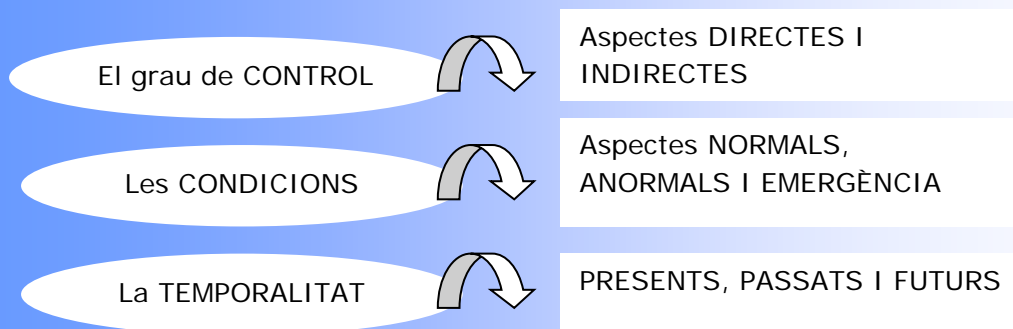 El grau de CONTROL
Aspectes DIRECTES I
INDIRECTES
Les CONDICIONS
Aspectes NORMALS,
ANORMALS I EMERGÈNCIA
La TEMPORALITAT
PRESENTS, PASSATS I FUTURS